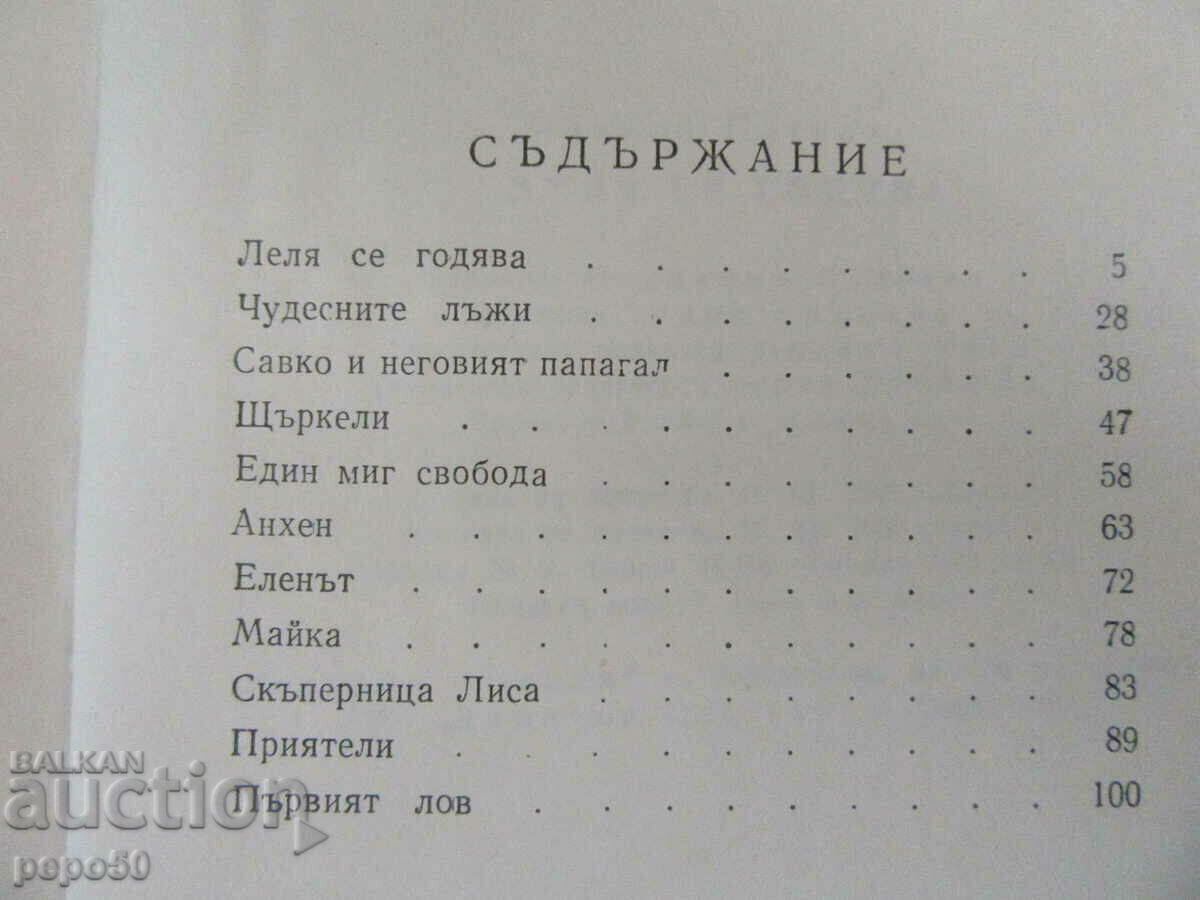 СЪДЪРЖАНИЕ
Леля се годява . . . . . . . . 5
Чудесните лъжи . . . . . . . . 28
Савко и неговият папагал . . . . . . 38
Щъркели . . . . . . . . . . 47
Един миг свобода . . . . . . . . 58
Анхен . . . . . . . . . . . 63
Еленът . . . . . . . . . . . 72
Майка . . . . . . . . . . . 78
Скъперница Лиса . . . . . . . . 83
Приятели . . . . . . . . . . 89
Първият лов . . . . . . . . . 100
BALKAN
auction
pepo50